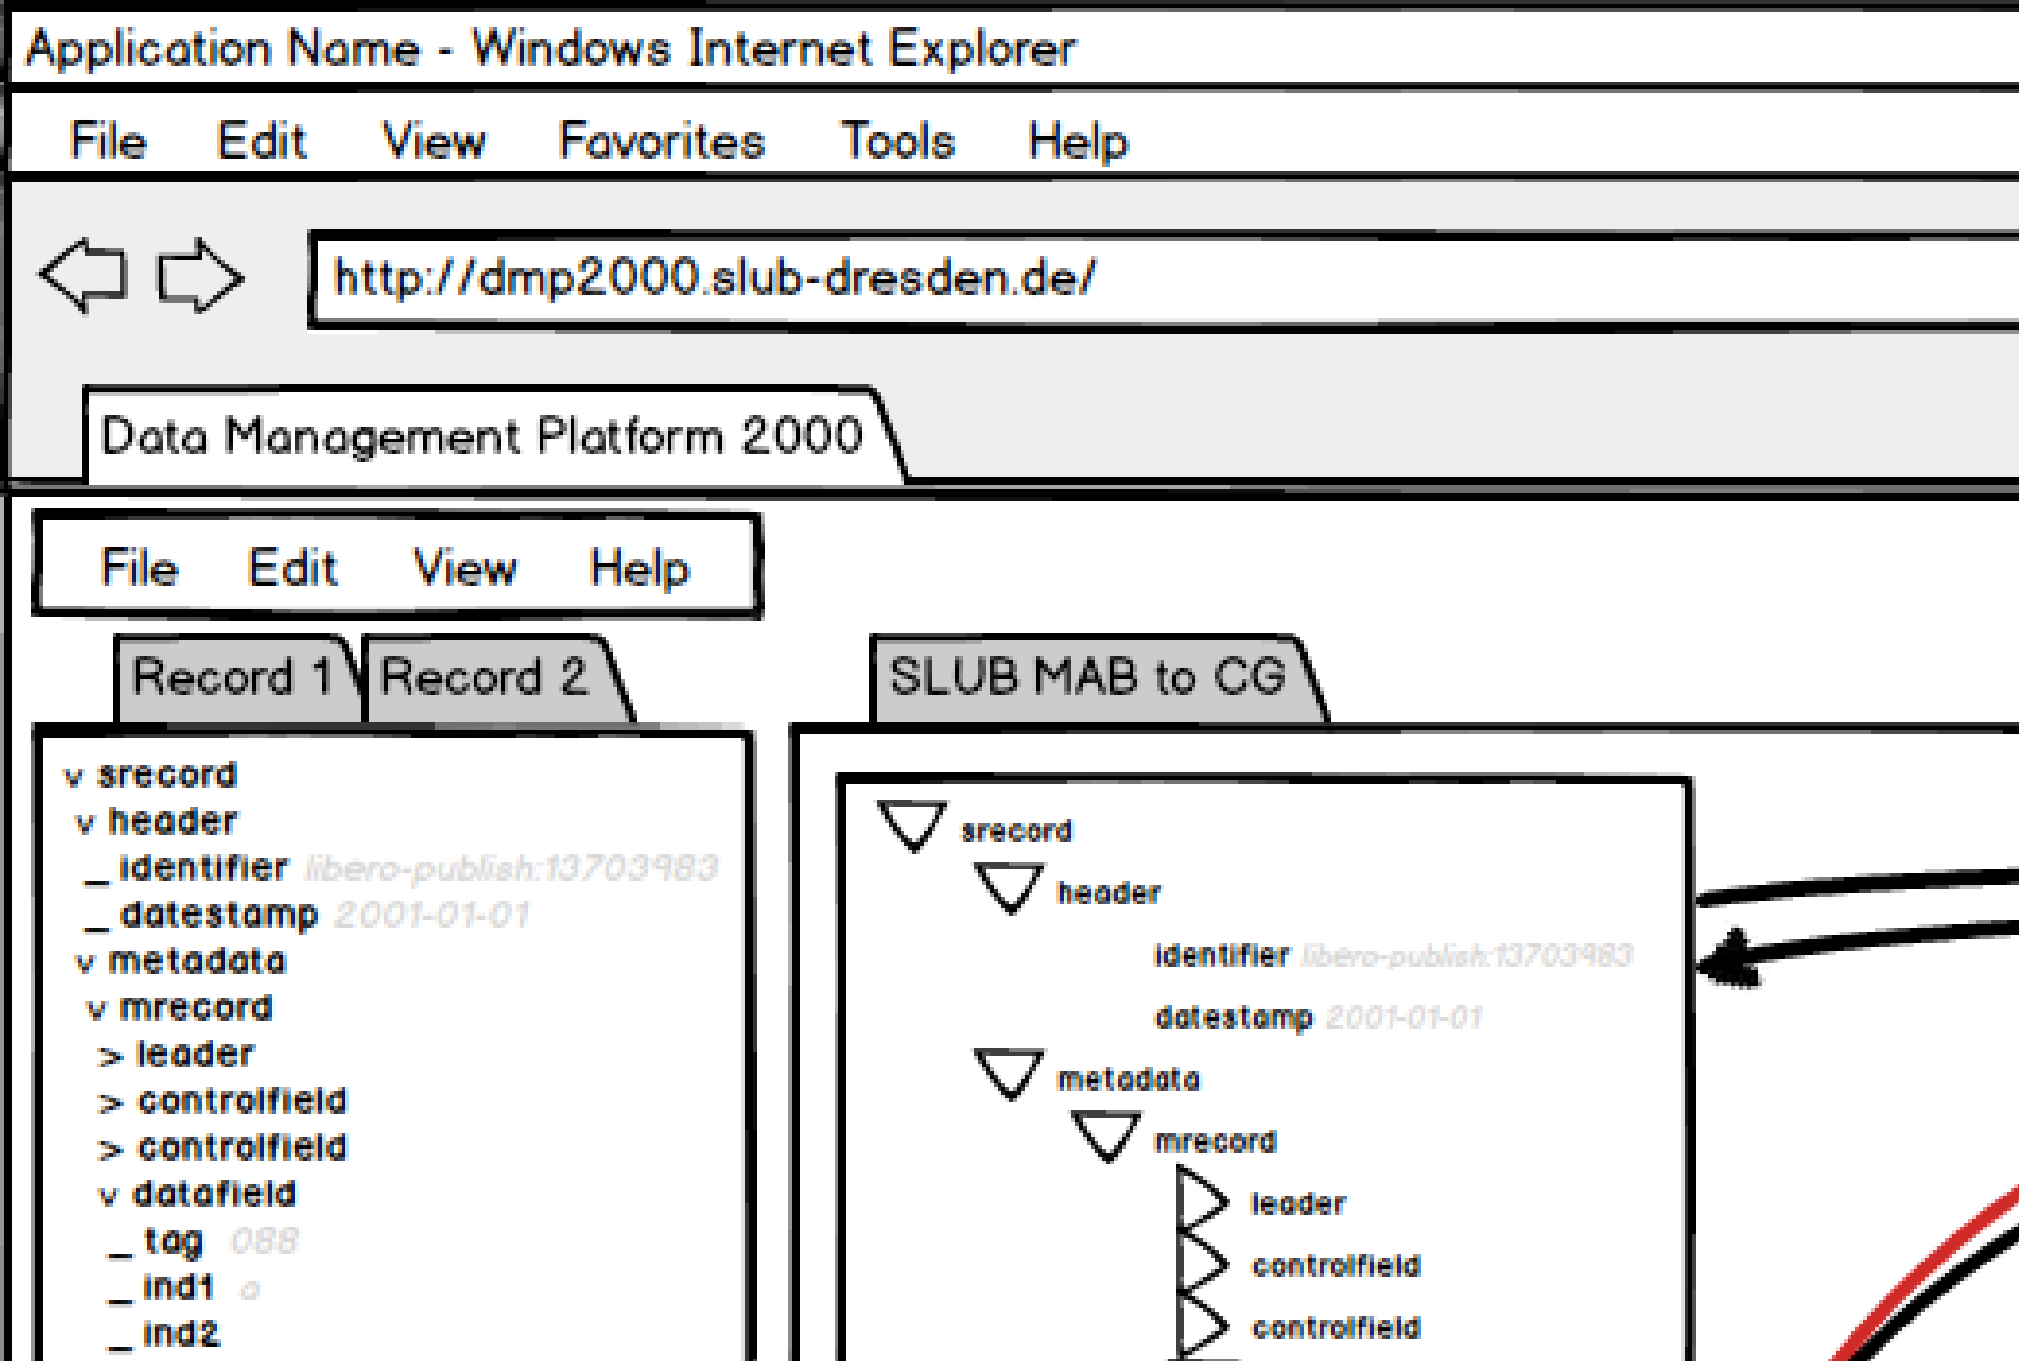 Application Name - Windows Internet Explorer
File Edit View Favorites Tools Help
http://dmp2000.slub-dresden.de/
Data Management Platform 2000
File Edit View Help
Record 1 Record 2
v srecord
v header
_ identifier libero-publish:13703983
_ datestamp 2001-01-01
v metadata
v mrecord
> leader
> controlfield
> controlfield
v datafield
_ tag 088
_ ind1 a
_ ind2
SLUB MAB to CG
srecord
header
identifier libero-publish:13703983
datestamp 2001-01-01
metadata
mrecord
leader
controlfield
controlfield